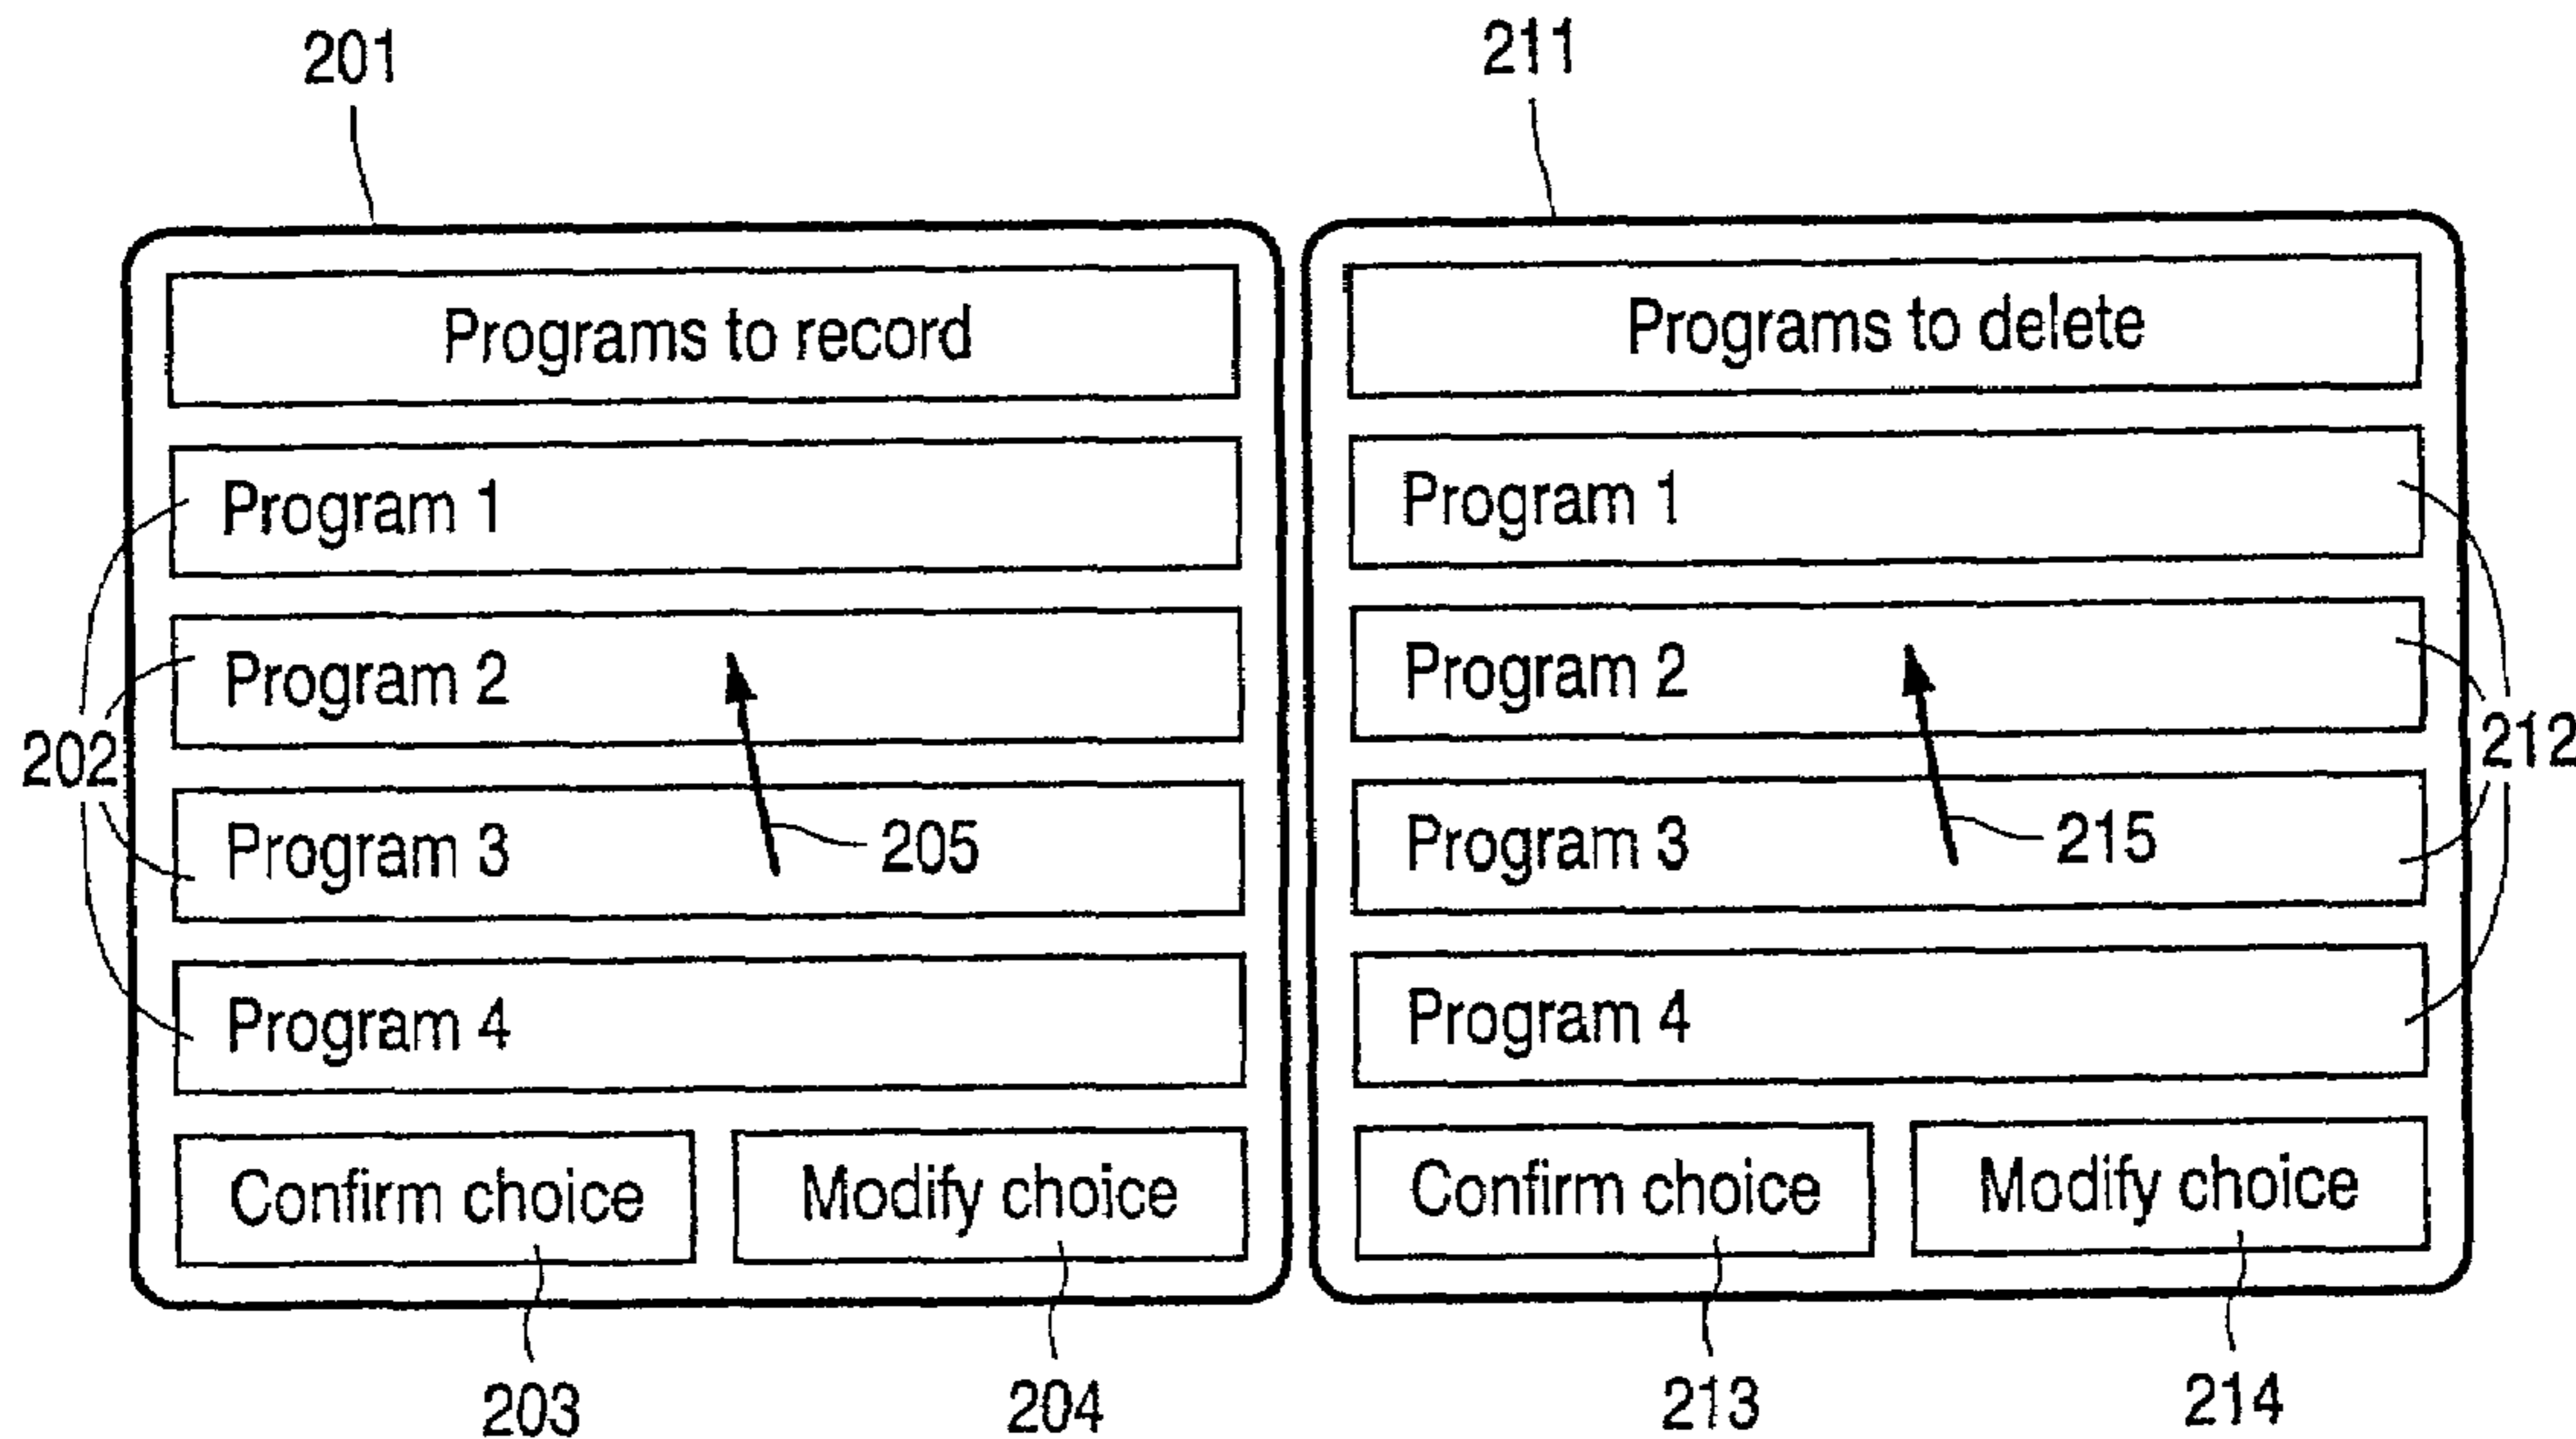 201
211
Programs to record
Programs to delete
Program 1
Program 1
Program 2
Program 2
202
212
Program 3
205
Program 3
215
Program 4
Program 4
Confirm choice
Modify choice
Confirm choice
Modify choice
203
204
213
214